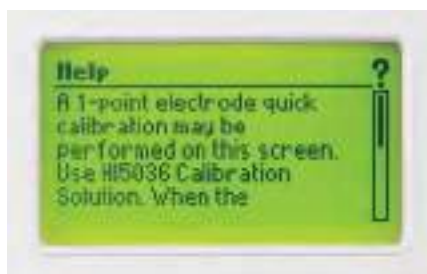 Help ?
A 1-point electrode quick
calibration may be
performed on this screen.
Use HI5036 Calibration
Solution. When the